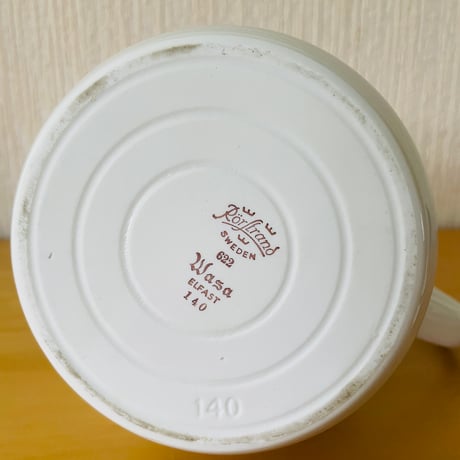 Rörstrand
SWEDEN
622
Wasa
ELFAST
140
140